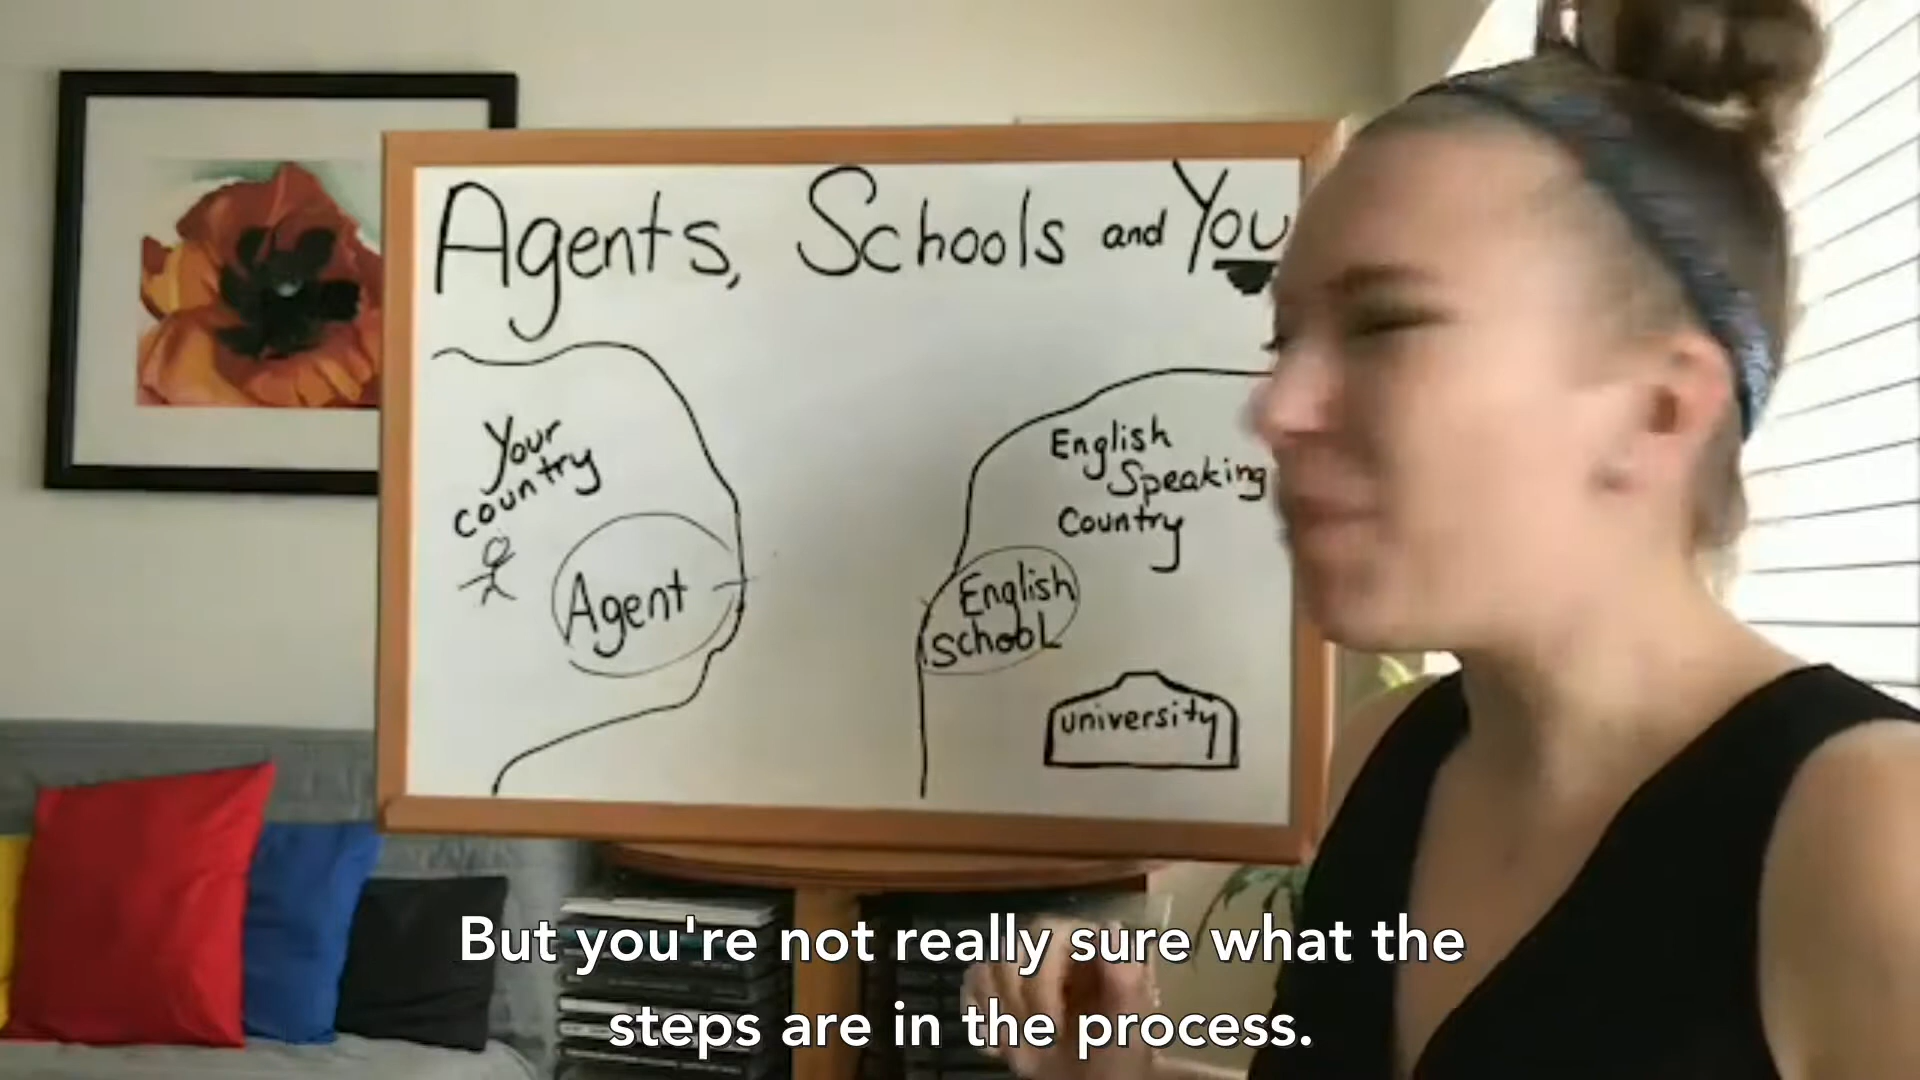 Agents, Schools and You
Your
country
Agent
English
Speaking
Country
English
School
university
But you're not really sure what the
steps are in the process.